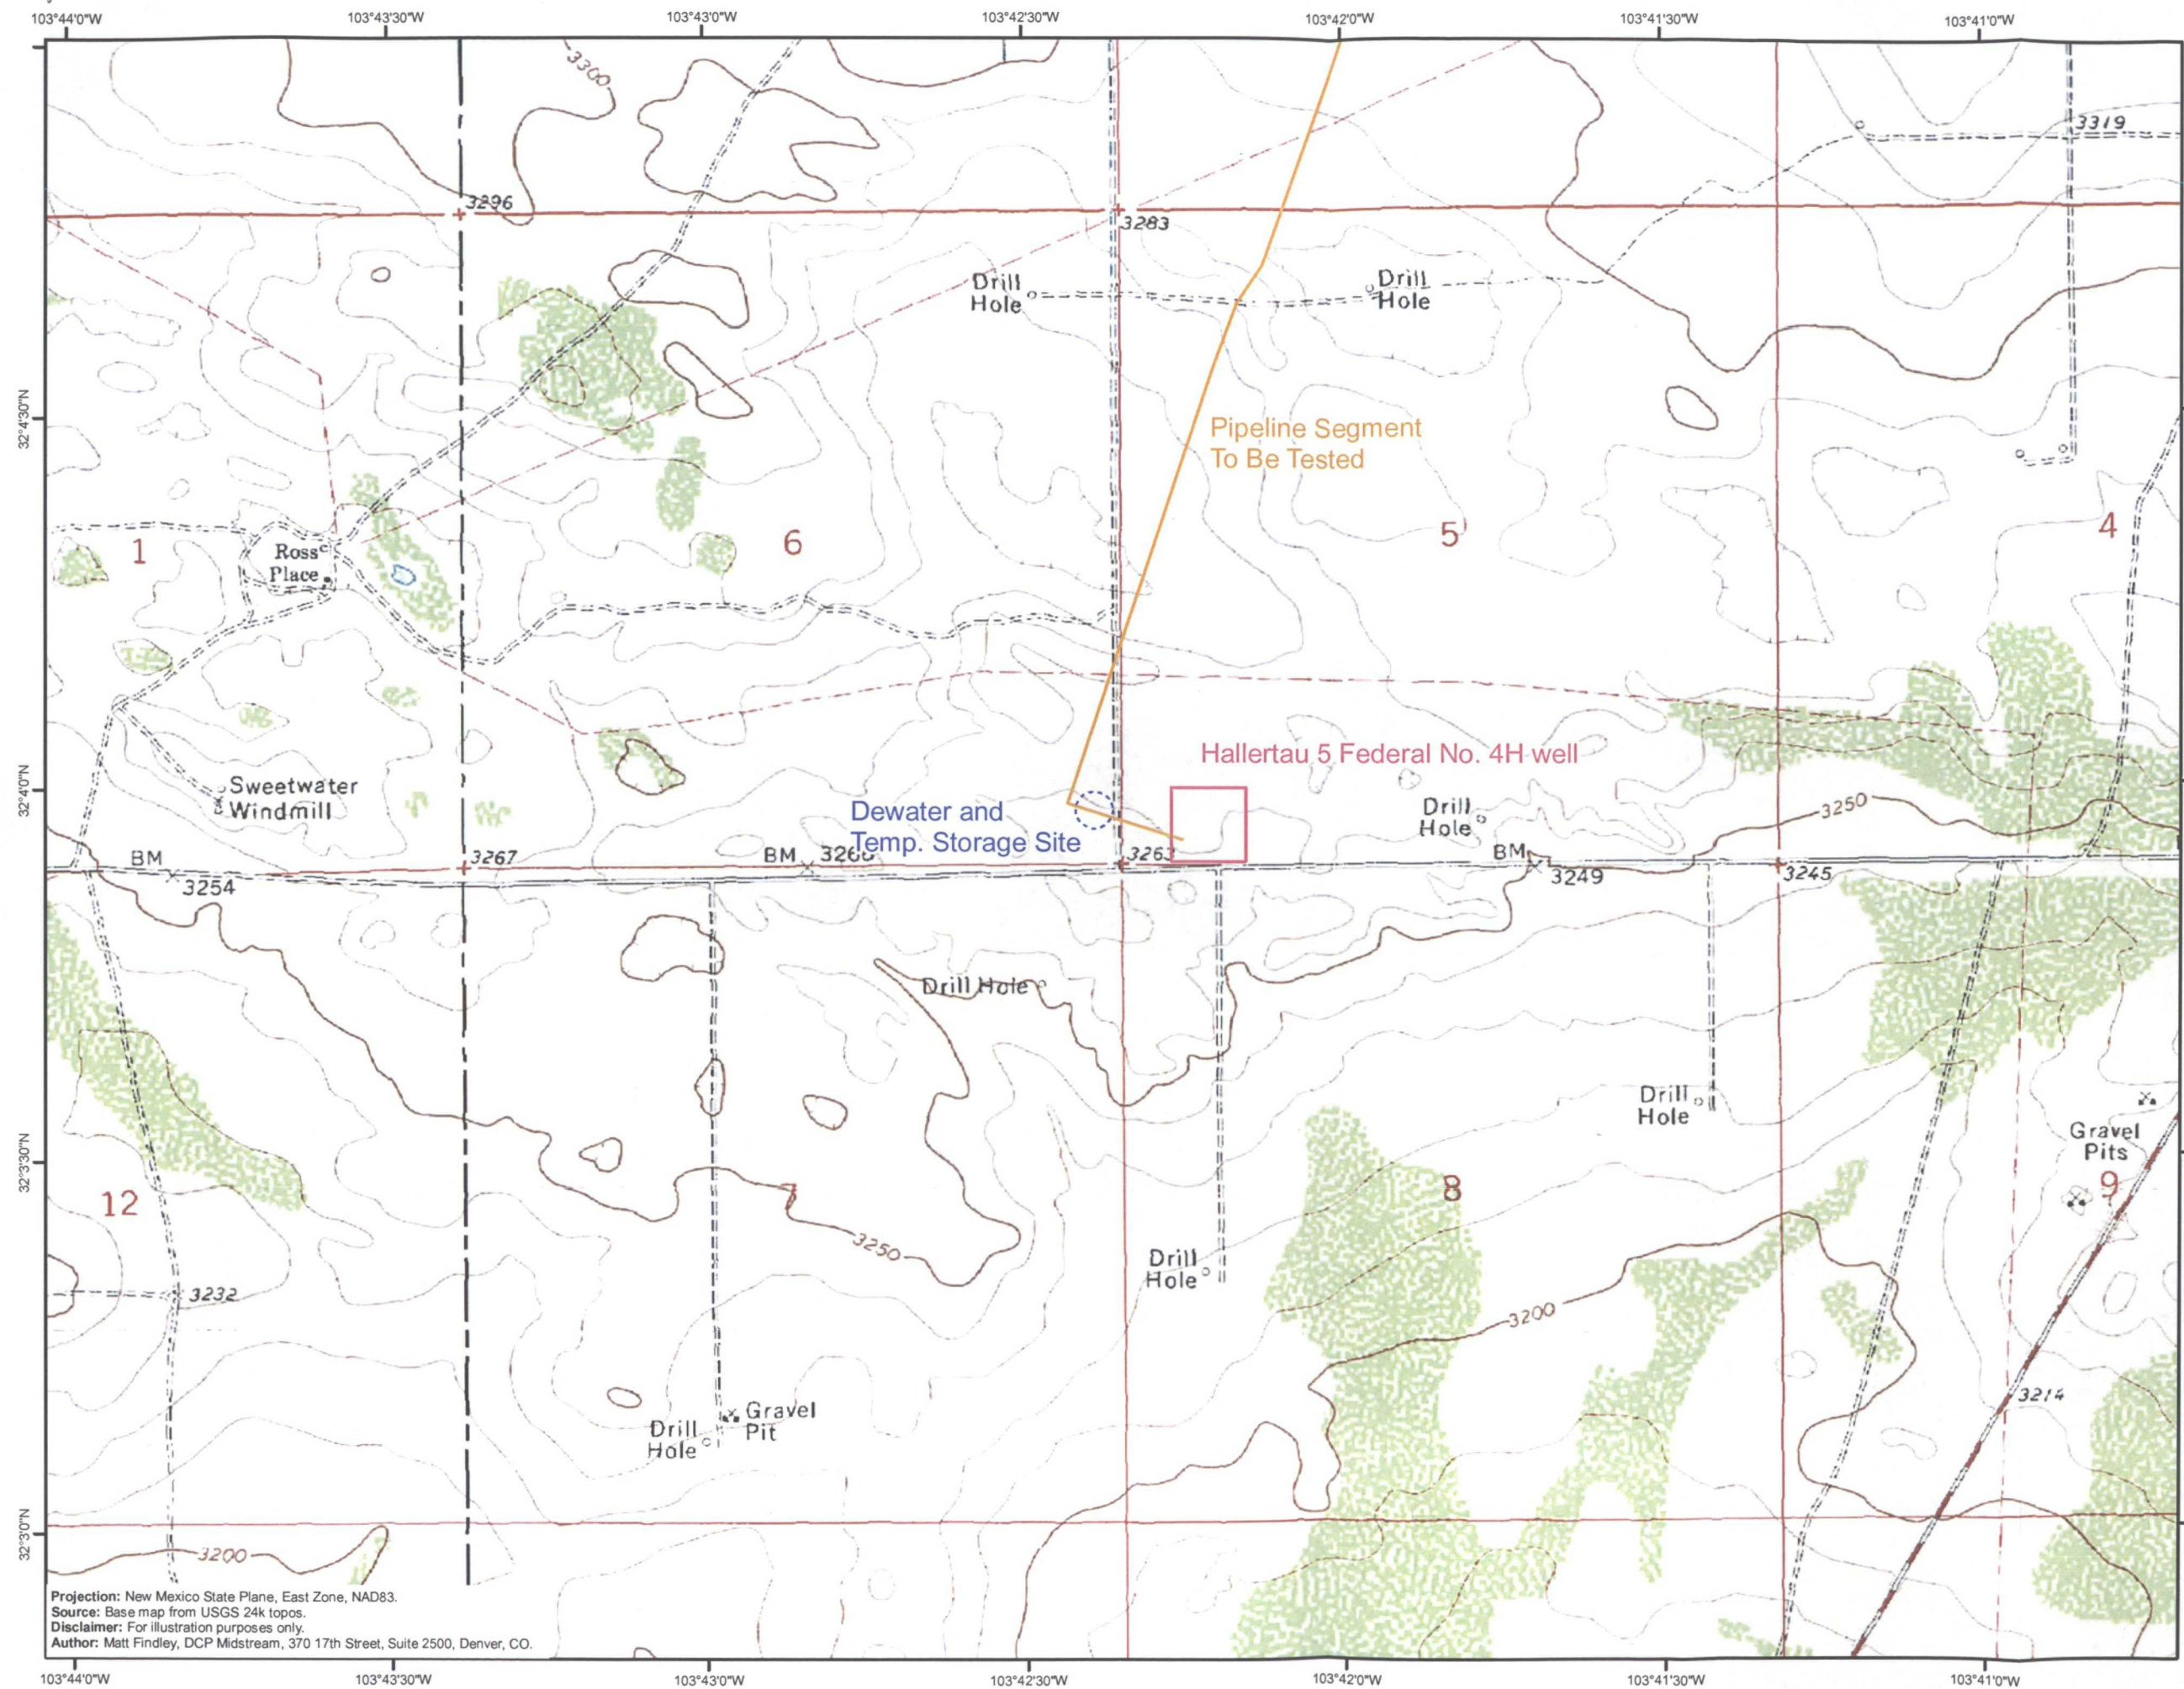 103°44'0"W 103°43'30"W 103°43'0"W 103°42'30"W 103°42'0"W 103°41'30"W 103°41'0"W
3300
3319
3296
3283
Drill
Hole
Drill
Hole
32°4'30"N
Pipeline Segment
To Be Tested
1
Ross
Place
6
5
4
Hallertau 5 Federal No. 4H well
32°4'0"N
Sweetwater
Windmill
Dewater and
Temp. Storage Site
Drill
Hole
3250
BM
3254
3267
BM 3260
3263
BM
3249
3245
Drill Hole
Drill
Hole
Gravel
Pits
32°3'30"N
12
7
8
9
3250
Drill
Hole
3232
3200
3214
Drill
Hole
Gravel
Pit
32°3'0"N
3200
Projection: New Mexico State Plane, East Zone, NAD83.
Source: Base map from USGS 24k topos.
Disclaimer: For illustration purposes only.
Author: Matt Findley, DCP Midstream, 370 17th Street, Suite 2500, Denver, CO.
103°44'0"W 103°43'30"W 103°43'0"W 103°42'30"W 103°42'0"W 103°41'30"W 103°41'0"W